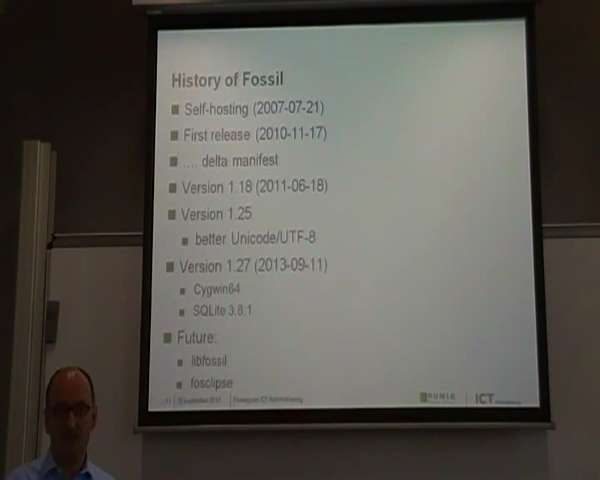 History of Fossil
Self-hosting (2007-07-21)
First release (2010-11-17)
.... delta manifest
Version 1.18 (2011-06-18)
Version 1.25
better Unicode/UTF-8
Version 1.27 (2013-09-11)
Cygwin64
SQLite 3.8.1
Future:
libfossil
fosclipse
ICT